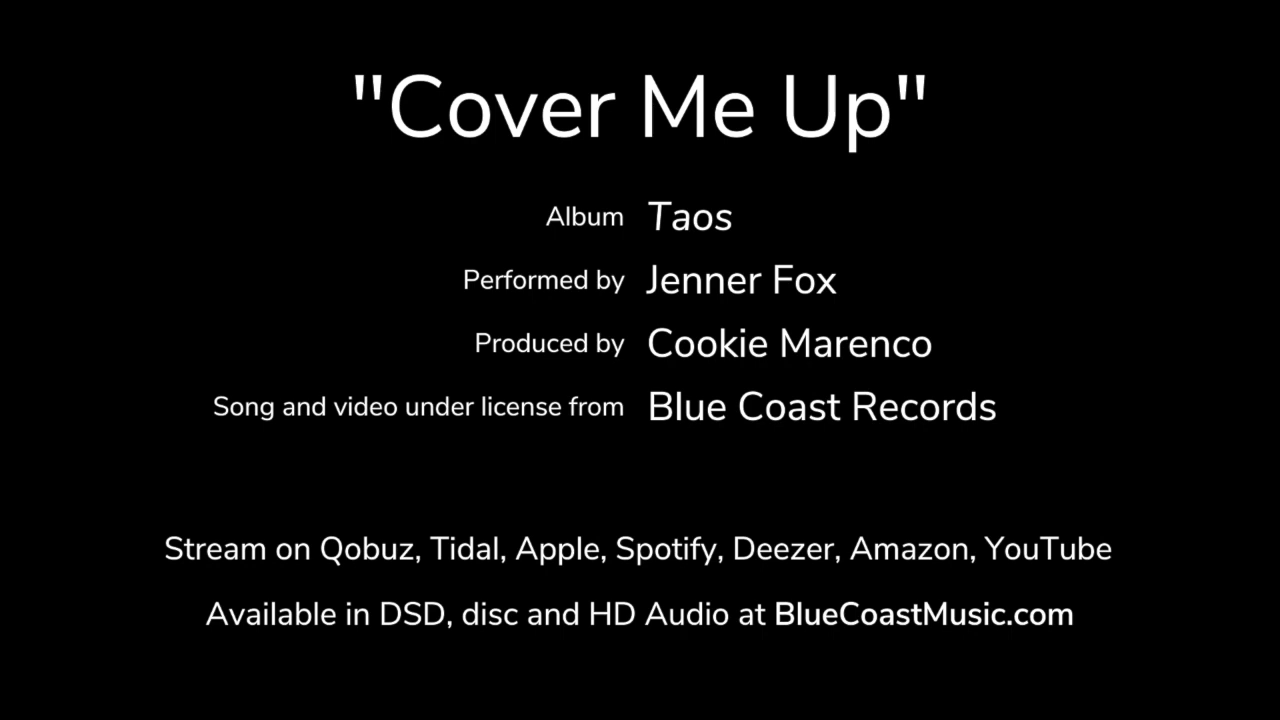 "Cover Me Up"
Album Taos
Performed by Jenner Fox
Produced by Cookie Marenco
Song and video under license from Blue Coast Records
Stream on Qobuz, Tidal, Apple, Spotify, Deezer, Amazon, YouTube
Available in DSD, disc and HD Audio at BlueCoastMusic.com